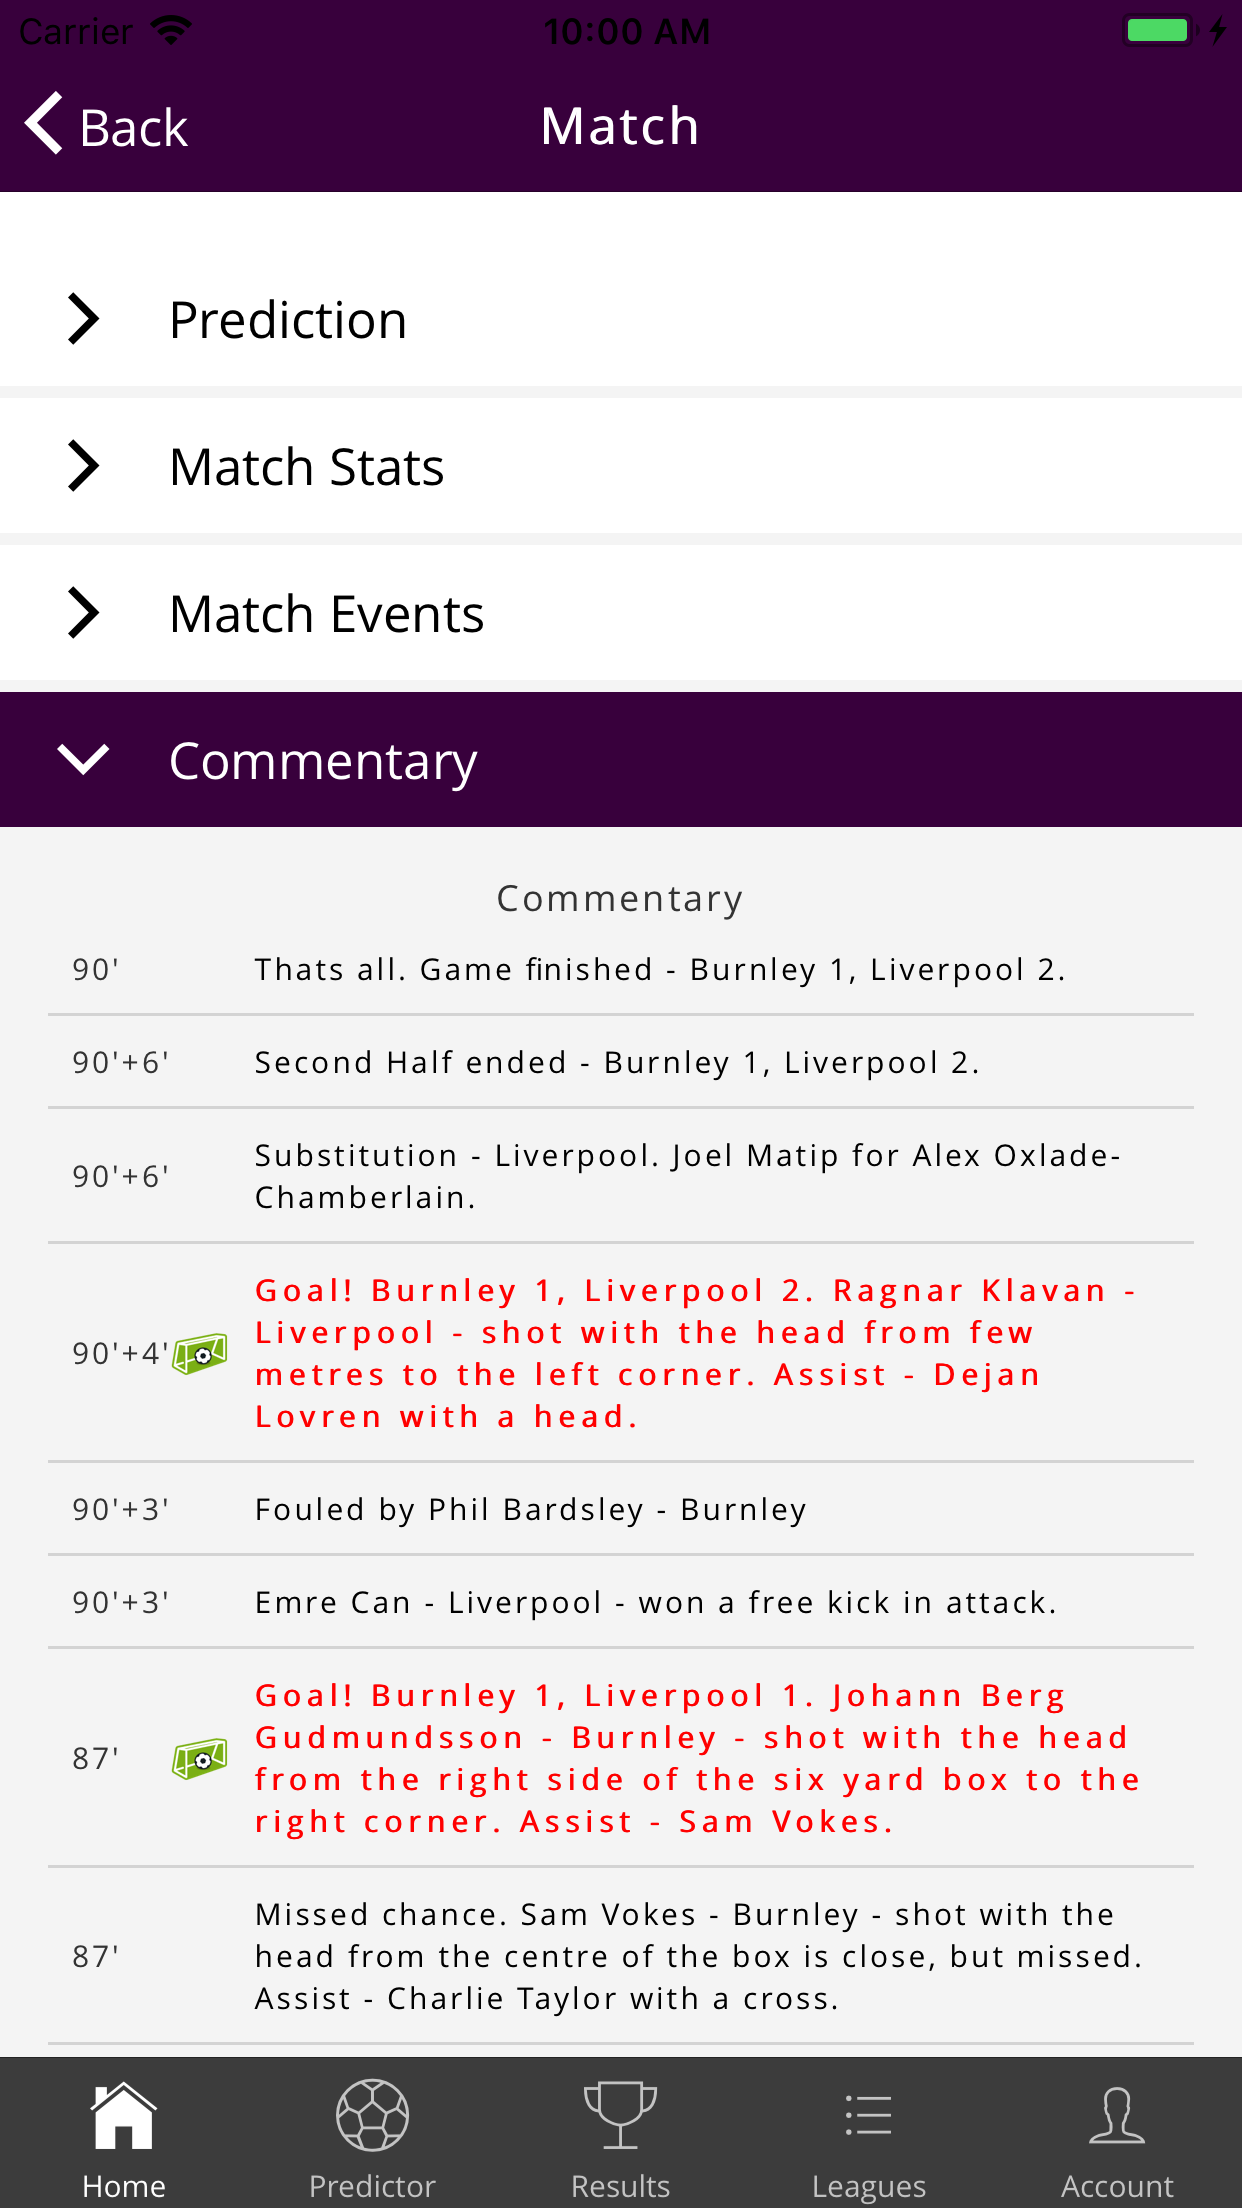 Carrier 10:00 AM
Back Match
Prediction
Match Stats
Match Events
Commentary
Commentary
90' Thats all. Game finished - Burnley 1, Liverpool 2.
90'+6' Second Half ended - Burnley 1, Liverpool 2.
90'+6' Substitution - Liverpool. Joel Matip for Alex Oxlade-
Chamberlain.
90'+4' Goal! Burnley 1, Liverpool 2. Ragnar Klavan -
Liverpool - shot with the head from few
metres to the left corner. Assist - Dejan
Lovren with a head.
90'+3' Fouled by Phil Bardsley - Burnley
90'+3' Emre Can - Liverpool - won a free kick in attack.
87' Goal! Burnley 1, Liverpool 1. Johann Berg
Gudmundsson - Burnley - shot with the head
from the right side of the six yard box to the
right corner. Assist - Sam Vokes.
87' Missed chance. Sam Vokes - Burnley - shot with the
head from the centre of the box is close, but missed.
Assist - Charlie Taylor with a cross.
Home Predictor Results Leagues Account